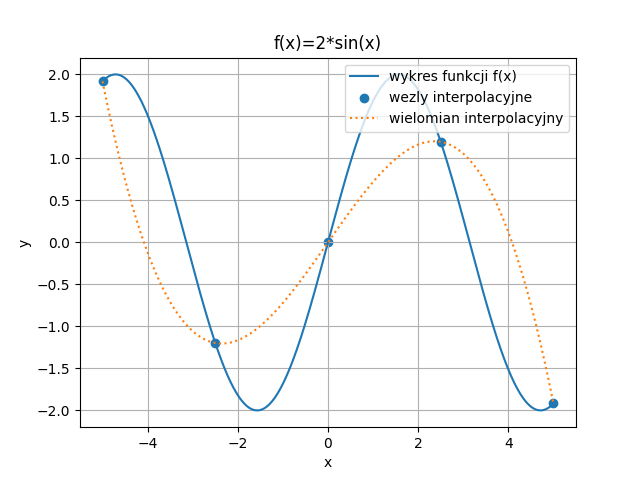 f(x)=2*sin(x)
wykres funkcji f(x)
wezly interpolacyjne
wielomian interpolacyjny
2.0
1.5
1.0
0.5
0.0
−0.5
−1.0
−1.5
−2.0
y
−4 −2 0 2 4
x